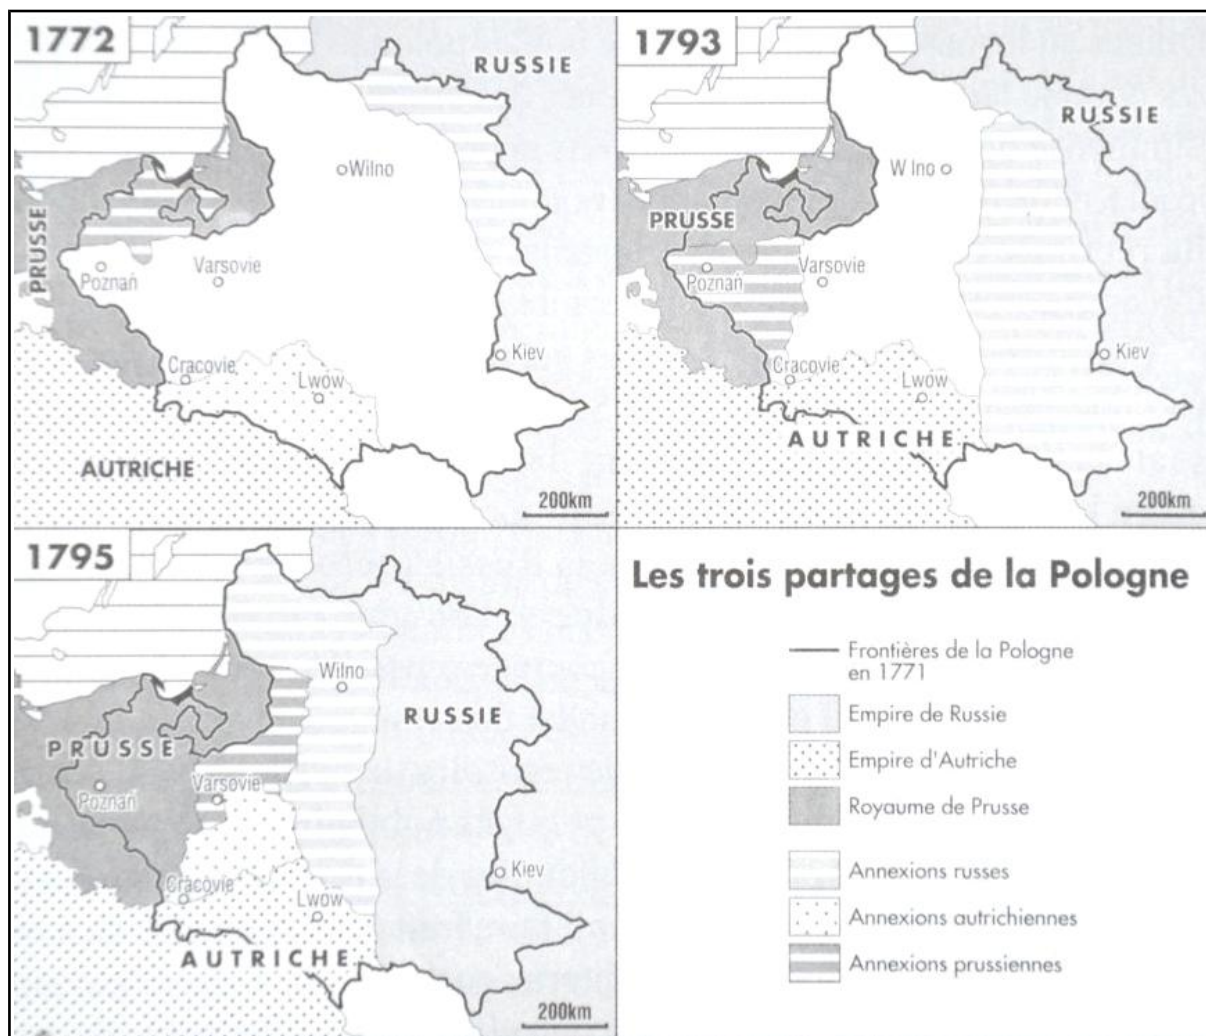 1772
RUSSIE
Wilno
PRUSSE
Poznań
Varsovie
Cracovie
Lwow
Kiev
AUTRICHE
200km
1793
RUSSIE
W lno
PRUSSE
Poznań
Varsovie
Cracovie
Lwow
Kiev
AUTRICHE
200km
1795
Wilno
RUSSIE
PRUSSE
Poznań
Varsovie
Cracovie
Lwow
Kiev
AUTRICHE
200km
Les trois partages de la Pologne
Frontières de la Pologne
en 1771
Empire de Russie
Empire d'Autriche
Royaume de Prusse
Annexions russes
Annexions autrichiennes
Annexions prussiennes